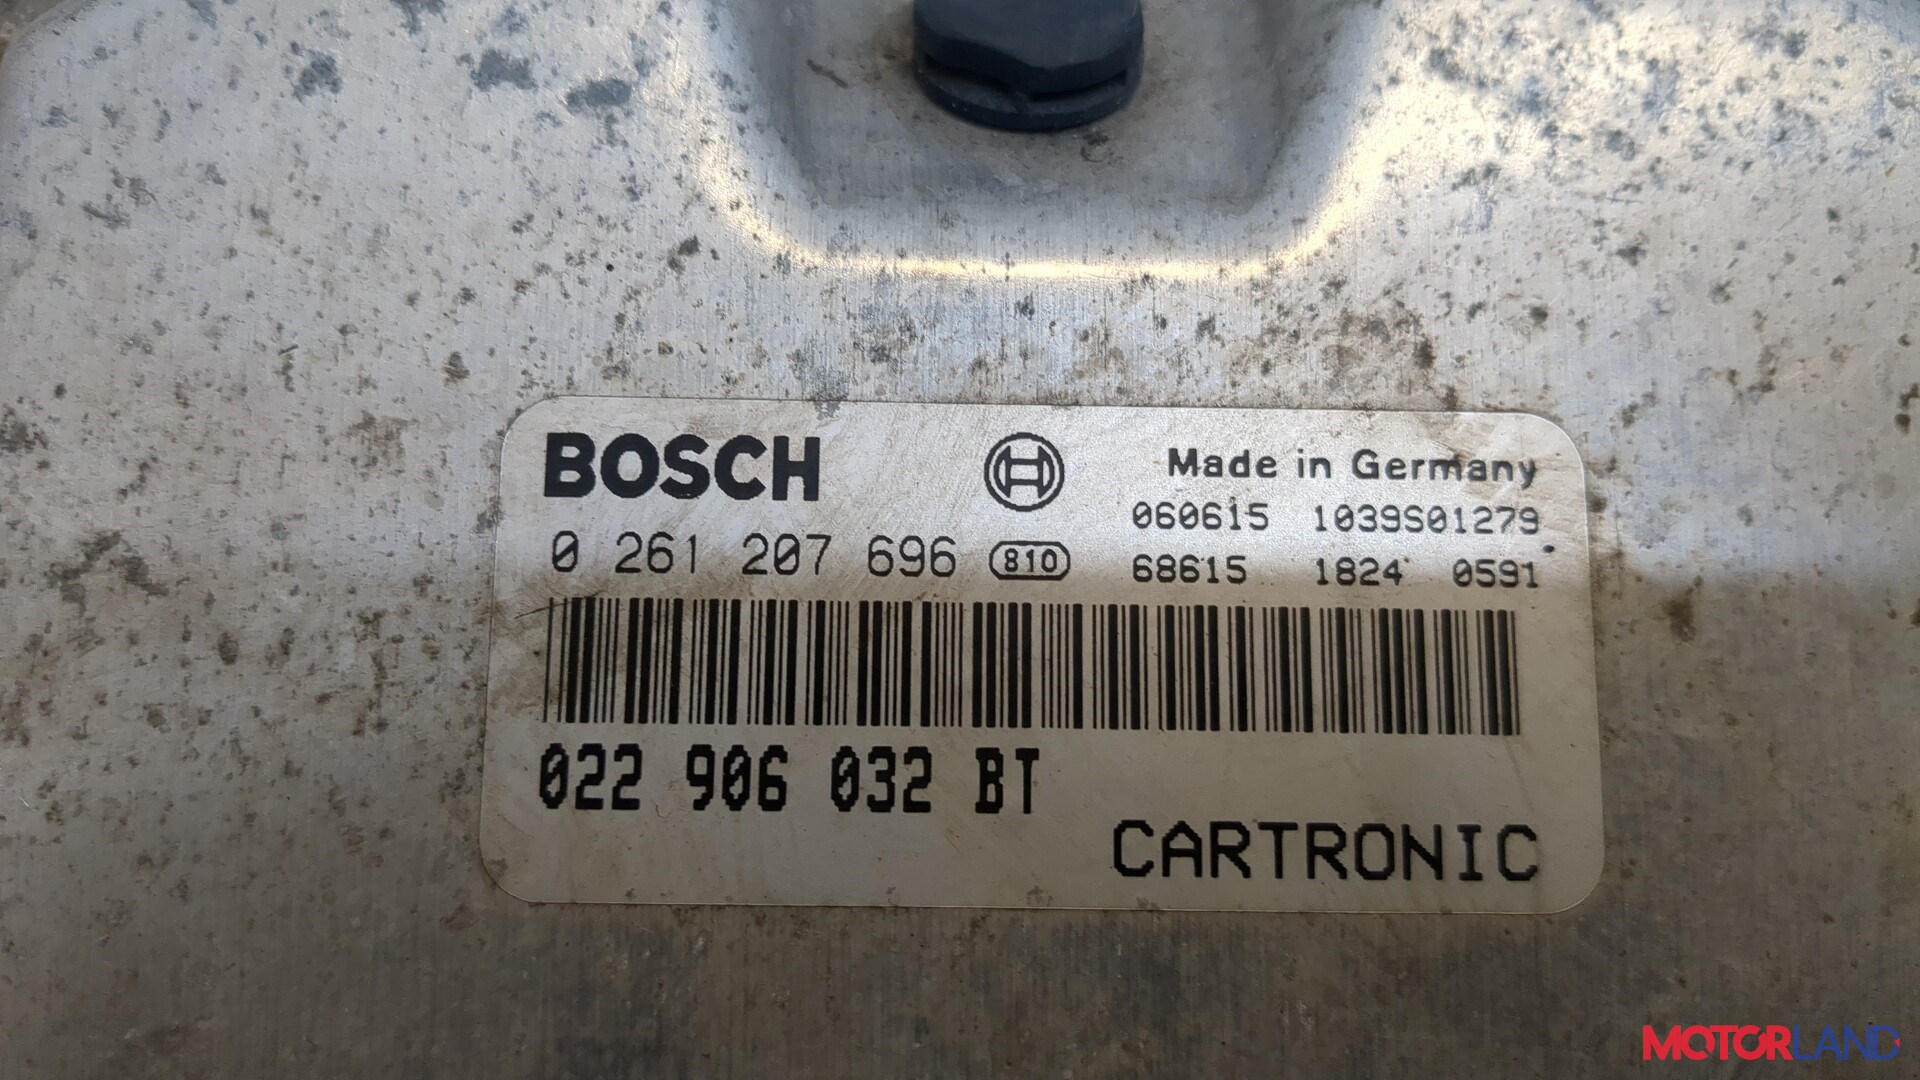 BOSCH
Made in Germany
060615 1039S01279
0 261 207 696 810
68615 1824 0591
022 906 032 BT
CARTRONIC
MOTORLAND